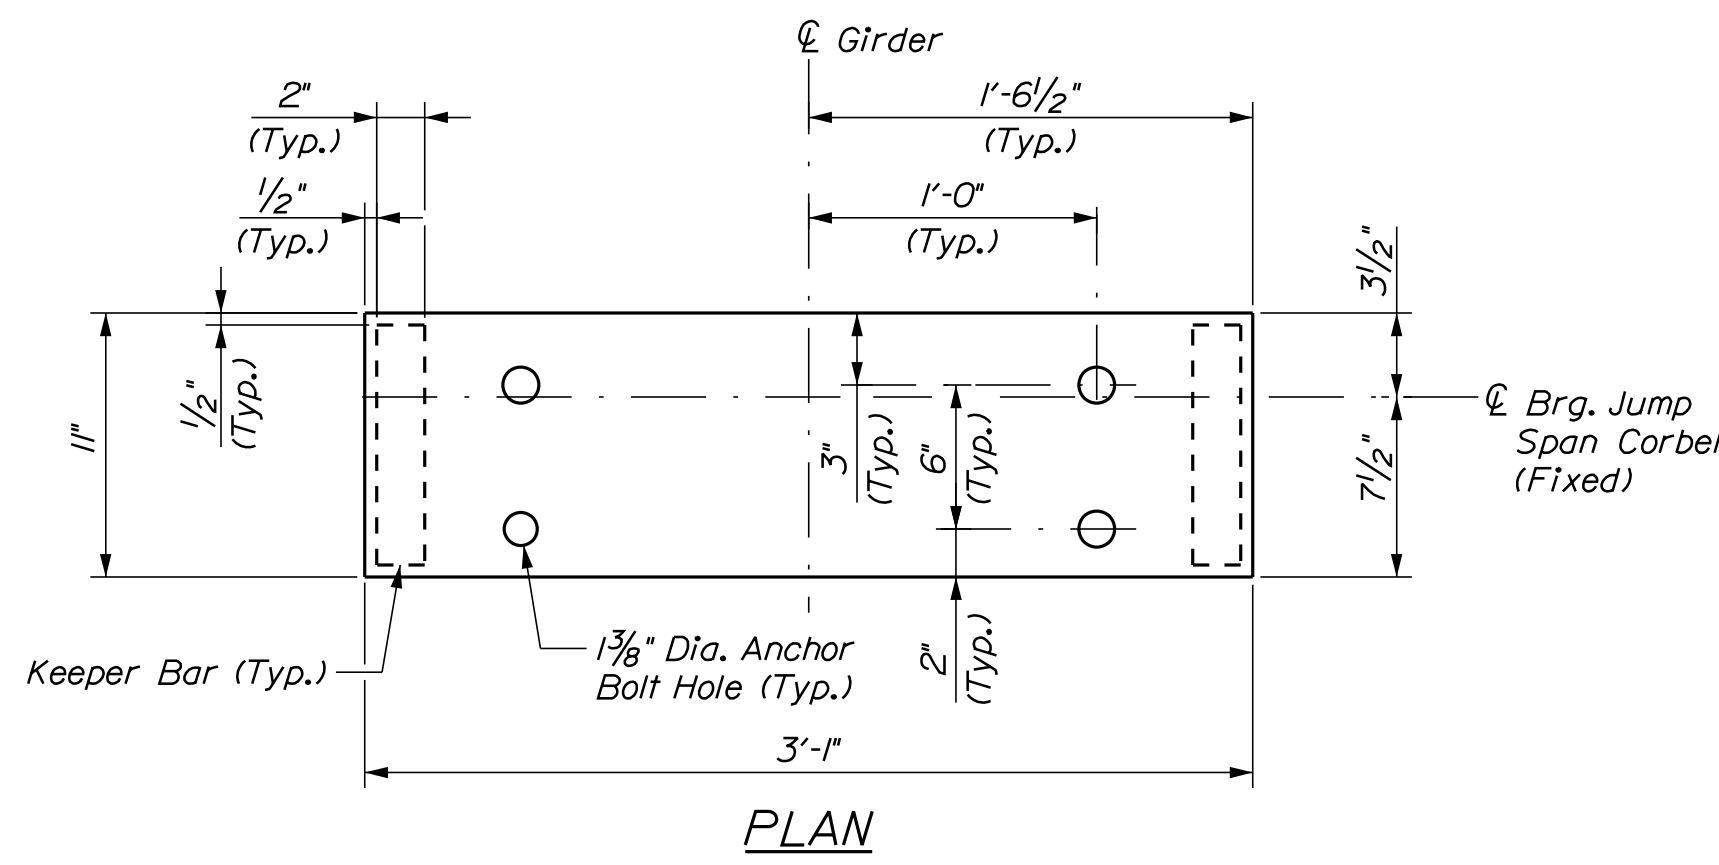 ℄ Girder
2"
(Typ.)
1'-6½"
(Typ.)
½"
(Typ.)
1'-0"
(Typ.)
3½"
½"
(Typ.)
11"
3"
(Typ.)
6"
(Typ.)
7½"
℄ Brg. Jump
Span Corbel
(Fixed)
2"
(Typ.)
Keeper Bar (Typ.)
1⅜" Dia. Anchor
Bolt Hole (Typ.)
3'-1"
PLAN